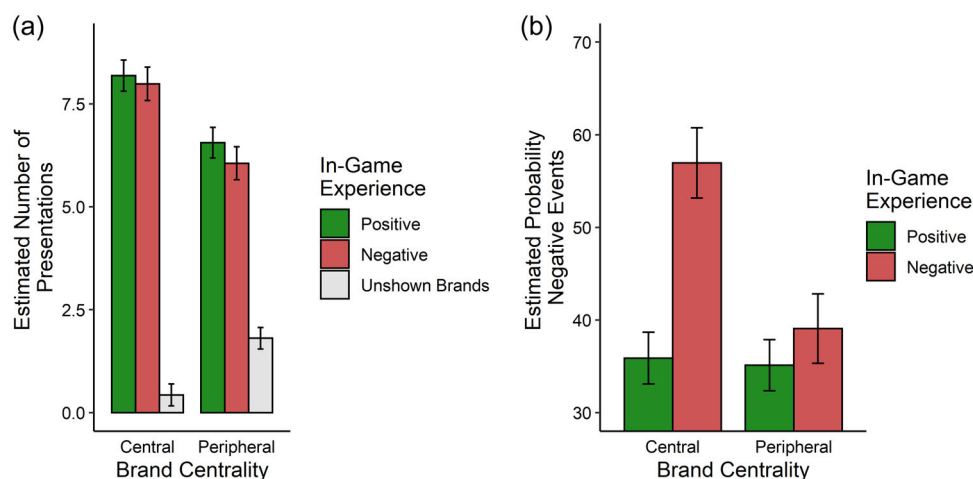 (a)
Estimated Number of
Presentations
7.5
5.0
2.5
0.0
Central
Peripheral
Brand Centrality
In-Game
Experience
Positive
Negative
Unshown Brands
(b)
Estimated Probability
Negative Events
70
60
50
40
30
Central
Peripheral
Brand Centrality
In-Game
Experience
Positive
Negative